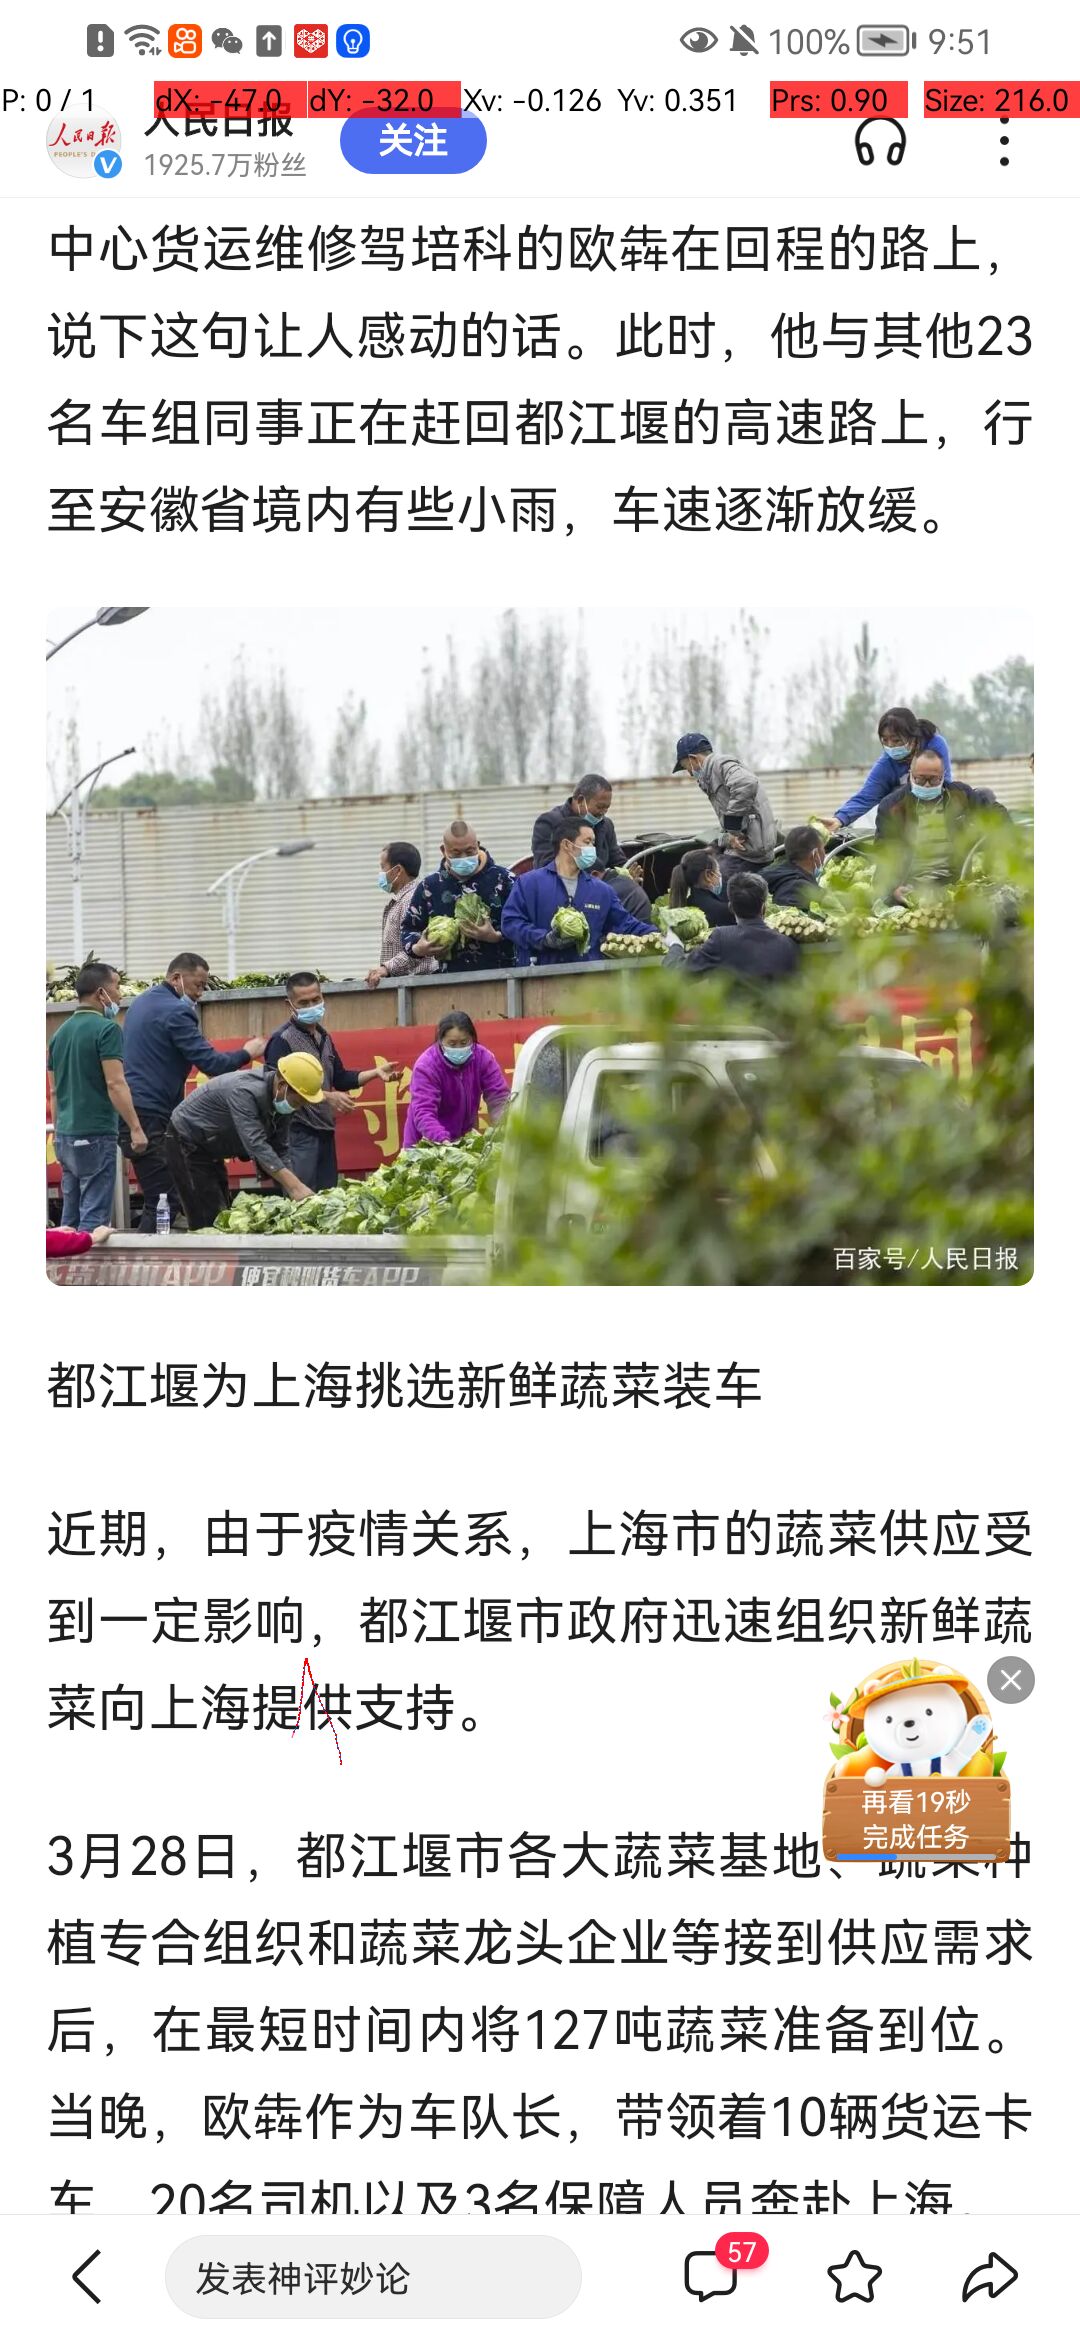 100% 9:51
P: 0 / 1 dX: -47.0 dY: -32.0 Xv: -0.126 Yv: 0.351 Prs: 0.90 Size: 216.0
人民日报
人民日报 关注
1925.7万粉丝
中心货运维修驾培科的欧犇在回程的路上，
说下这句让人感动的话。此时，他与其他23
名车组同事正在赶回都江堰的高速路上，行
至安徽省境内有些小雨，车速逐渐放缓。
守
间
百家号/人民日报
都江堰为上海挑选新鲜蔬菜装车
近期，由于疫情关系，上海市的蔬菜供应受
到一定影响，都江堰市政府迅速组织新鲜蔬
菜向上海提供支持。
再看19秒
完成任务
3月28日，都江堰市各大蔬菜基地、蔬菜种
植专合组织和蔬菜龙头企业等接到供应需求
后，在最短时间内将127吨蔬菜准备到位。
当晚，欧犇作为车队长，带领着10辆货运卡
车、20名司机以及3名保障人员奔赴上海。
发表神评妙论 57